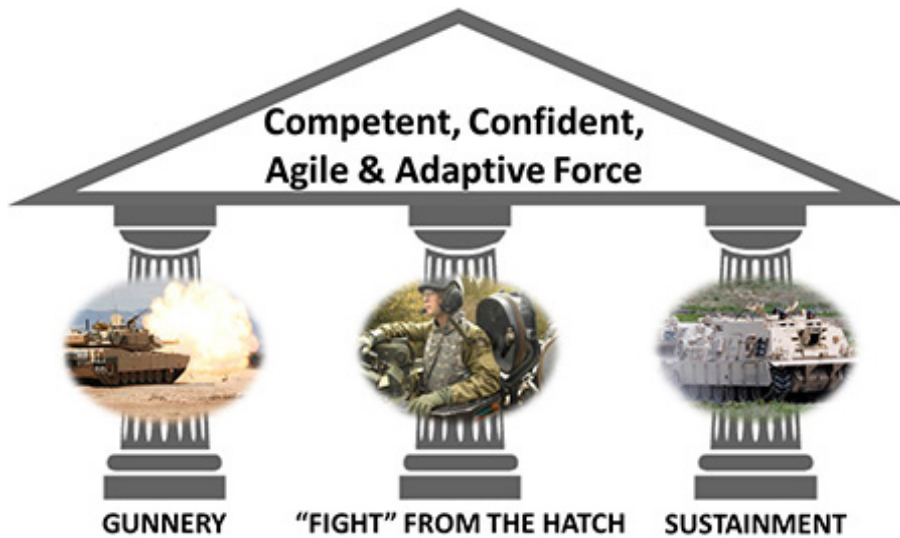 Competent, Confident,
Agile & Adaptive Force
GUNNERY
“FIGHT” FROM THE HATCH
SUSTAINMENT